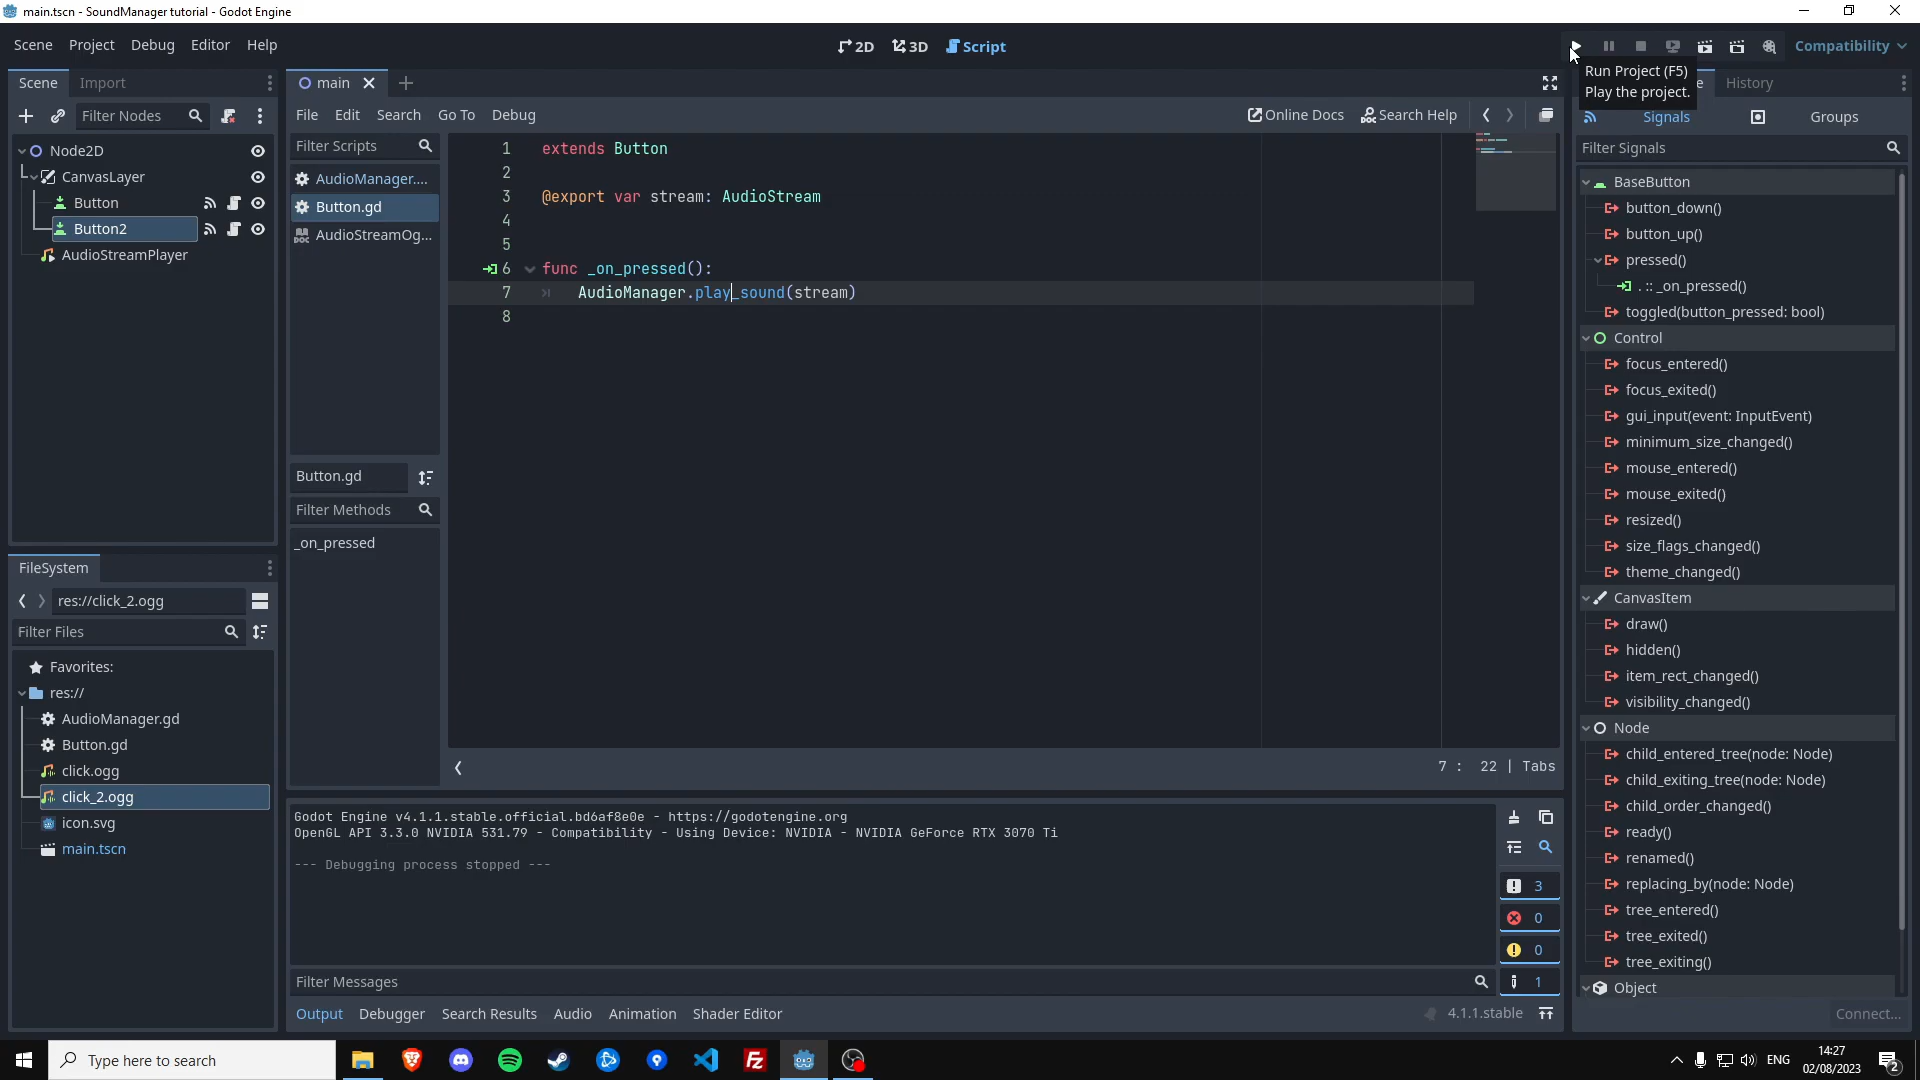 main.tscn - SoundManager tutorial - Godot Engine
Scene Project Debug Editor Help
2D 3D Script
Compatibility
Run Project (F5)
Play the project.
Scene Import
Filter Nodes
Node2D
CanvasLayer
Button
Button2
AudioStreamPlayer
FileSystem
res://click_2.ogg
Filter Files
Favorites:
res://
AudioManager.gd
Button.gd
click.ogg
click_2.ogg
icon.svg
main.tscn
main
File Edit Search Go To Debug
Online Docs Search Help
Filter Scripts
AudioManager....
Button.gd
AudioStreamOg...
Button.gd
Filter Methods
_on_pressed
1 extends Button
2
3 @export var stream: AudioStream
4
5
6 func _on_pressed():
7 AudioManager.play_sound(stream)
8
7 : 22 | Tabs
Godot Engine v4.1.1.stable.official.bd6af8e0e - https://godotengine.org
OpenGL API 3.3.0 NVIDIA 531.79 - Compatibility - Using Device: NVIDIA - NVIDIA GeForce RTX 3070 Ti
--- Debugging process stopped ---
3
0
0
1
Filter Messages
Output Debugger Search Results Audio Animation Shader Editor
4.1.1.stable
e History
Signals Groups
Filter Signals
BaseButton
button_down()
button_up()
pressed()
. :: _on_pressed()
toggled(button_pressed: bool)
Control
focus_entered()
focus_exited()
gui_input(event: InputEvent)
minimum_size_changed()
mouse_entered()
mouse_exited()
resized()
size_flags_changed()
theme_changed()
CanvasItem
draw()
hidden()
item_rect_changed()
visibility_changed()
Node
child_entered_tree(node: Node)
child_exiting_tree(node: Node)
child_order_changed()
ready()
renamed()
replacing_by(node: Node)
tree_entered()
tree_exited()
tree_exiting()
Object
Connect...
Type here to search
ENG
14:27
02/08/2023
2